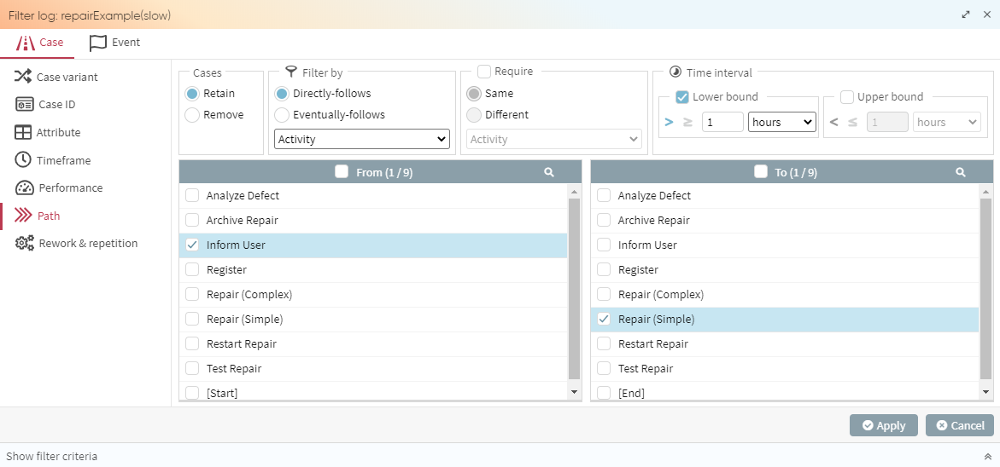 Filter log: repairExample(slow)
Case
Event
Case variant
Case ID
Attribute
Timeframe
Performance
Path
Rework & repetition
Cases
Retain
Remove
Filter by
Directly-follows
Eventually-follows
Activity
Require
Same
Different
Activity
Time interval
Lower bound
> ≥ 1 hours
Upper bound
< ≤ 1 hours
From (1 / 9)
Analyze Defect
Archive Repair
Inform User
Register
Repair (Complex)
Repair (Simple)
Restart Repair
Test Repair
[Start]
To (1 / 9)
Analyze Defect
Archive Repair
Inform User
Register
Repair (Complex)
Repair (Simple)
Restart Repair
Test Repair
[End]
Apply
Cancel
Show filter criteria